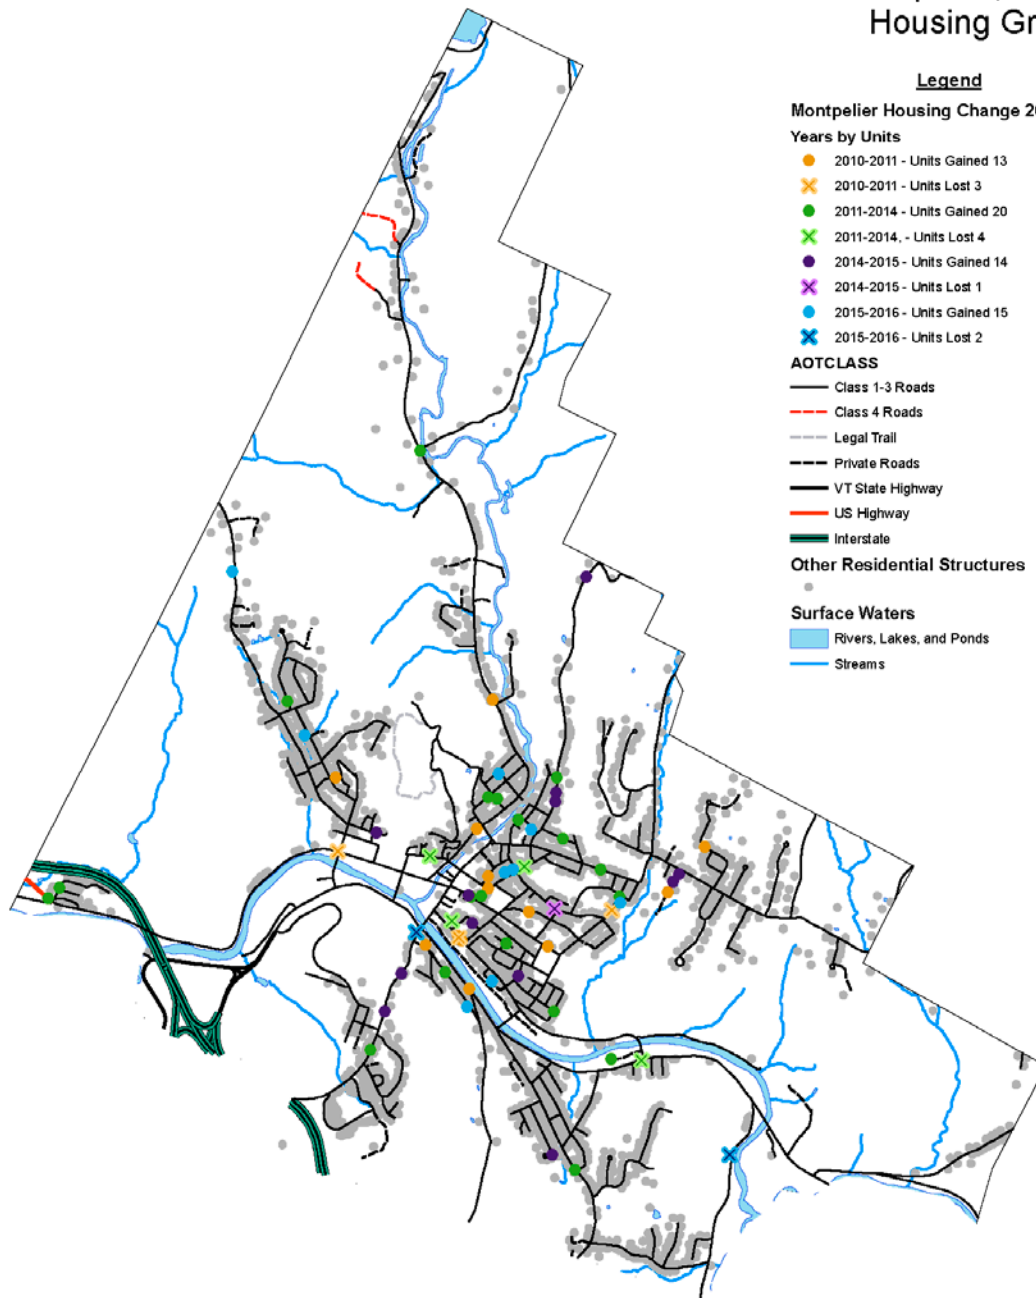 Housing
Legend
Montpelier Housing Change
Years by Units
2010-2011 - Units Gained 13
2010-2011 - Units Lost 3
2011-2014 - Units Gained 20
2011-2014, - Units Lost 4
2014-2015 - Units Gained 14
2014-2015 - Units Lost 1
2015-2016 - Units Gained 15
2015-2016 - Units Lost 2
AOTCLASS
Class 1-3 Roads
Class 4 Roads
Legal Trail
Private Roads
VT State Highway
US Highway
Interstate
Other Residential Structures
Surface Waters
Rivers, Lakes, and Ponds
Streams